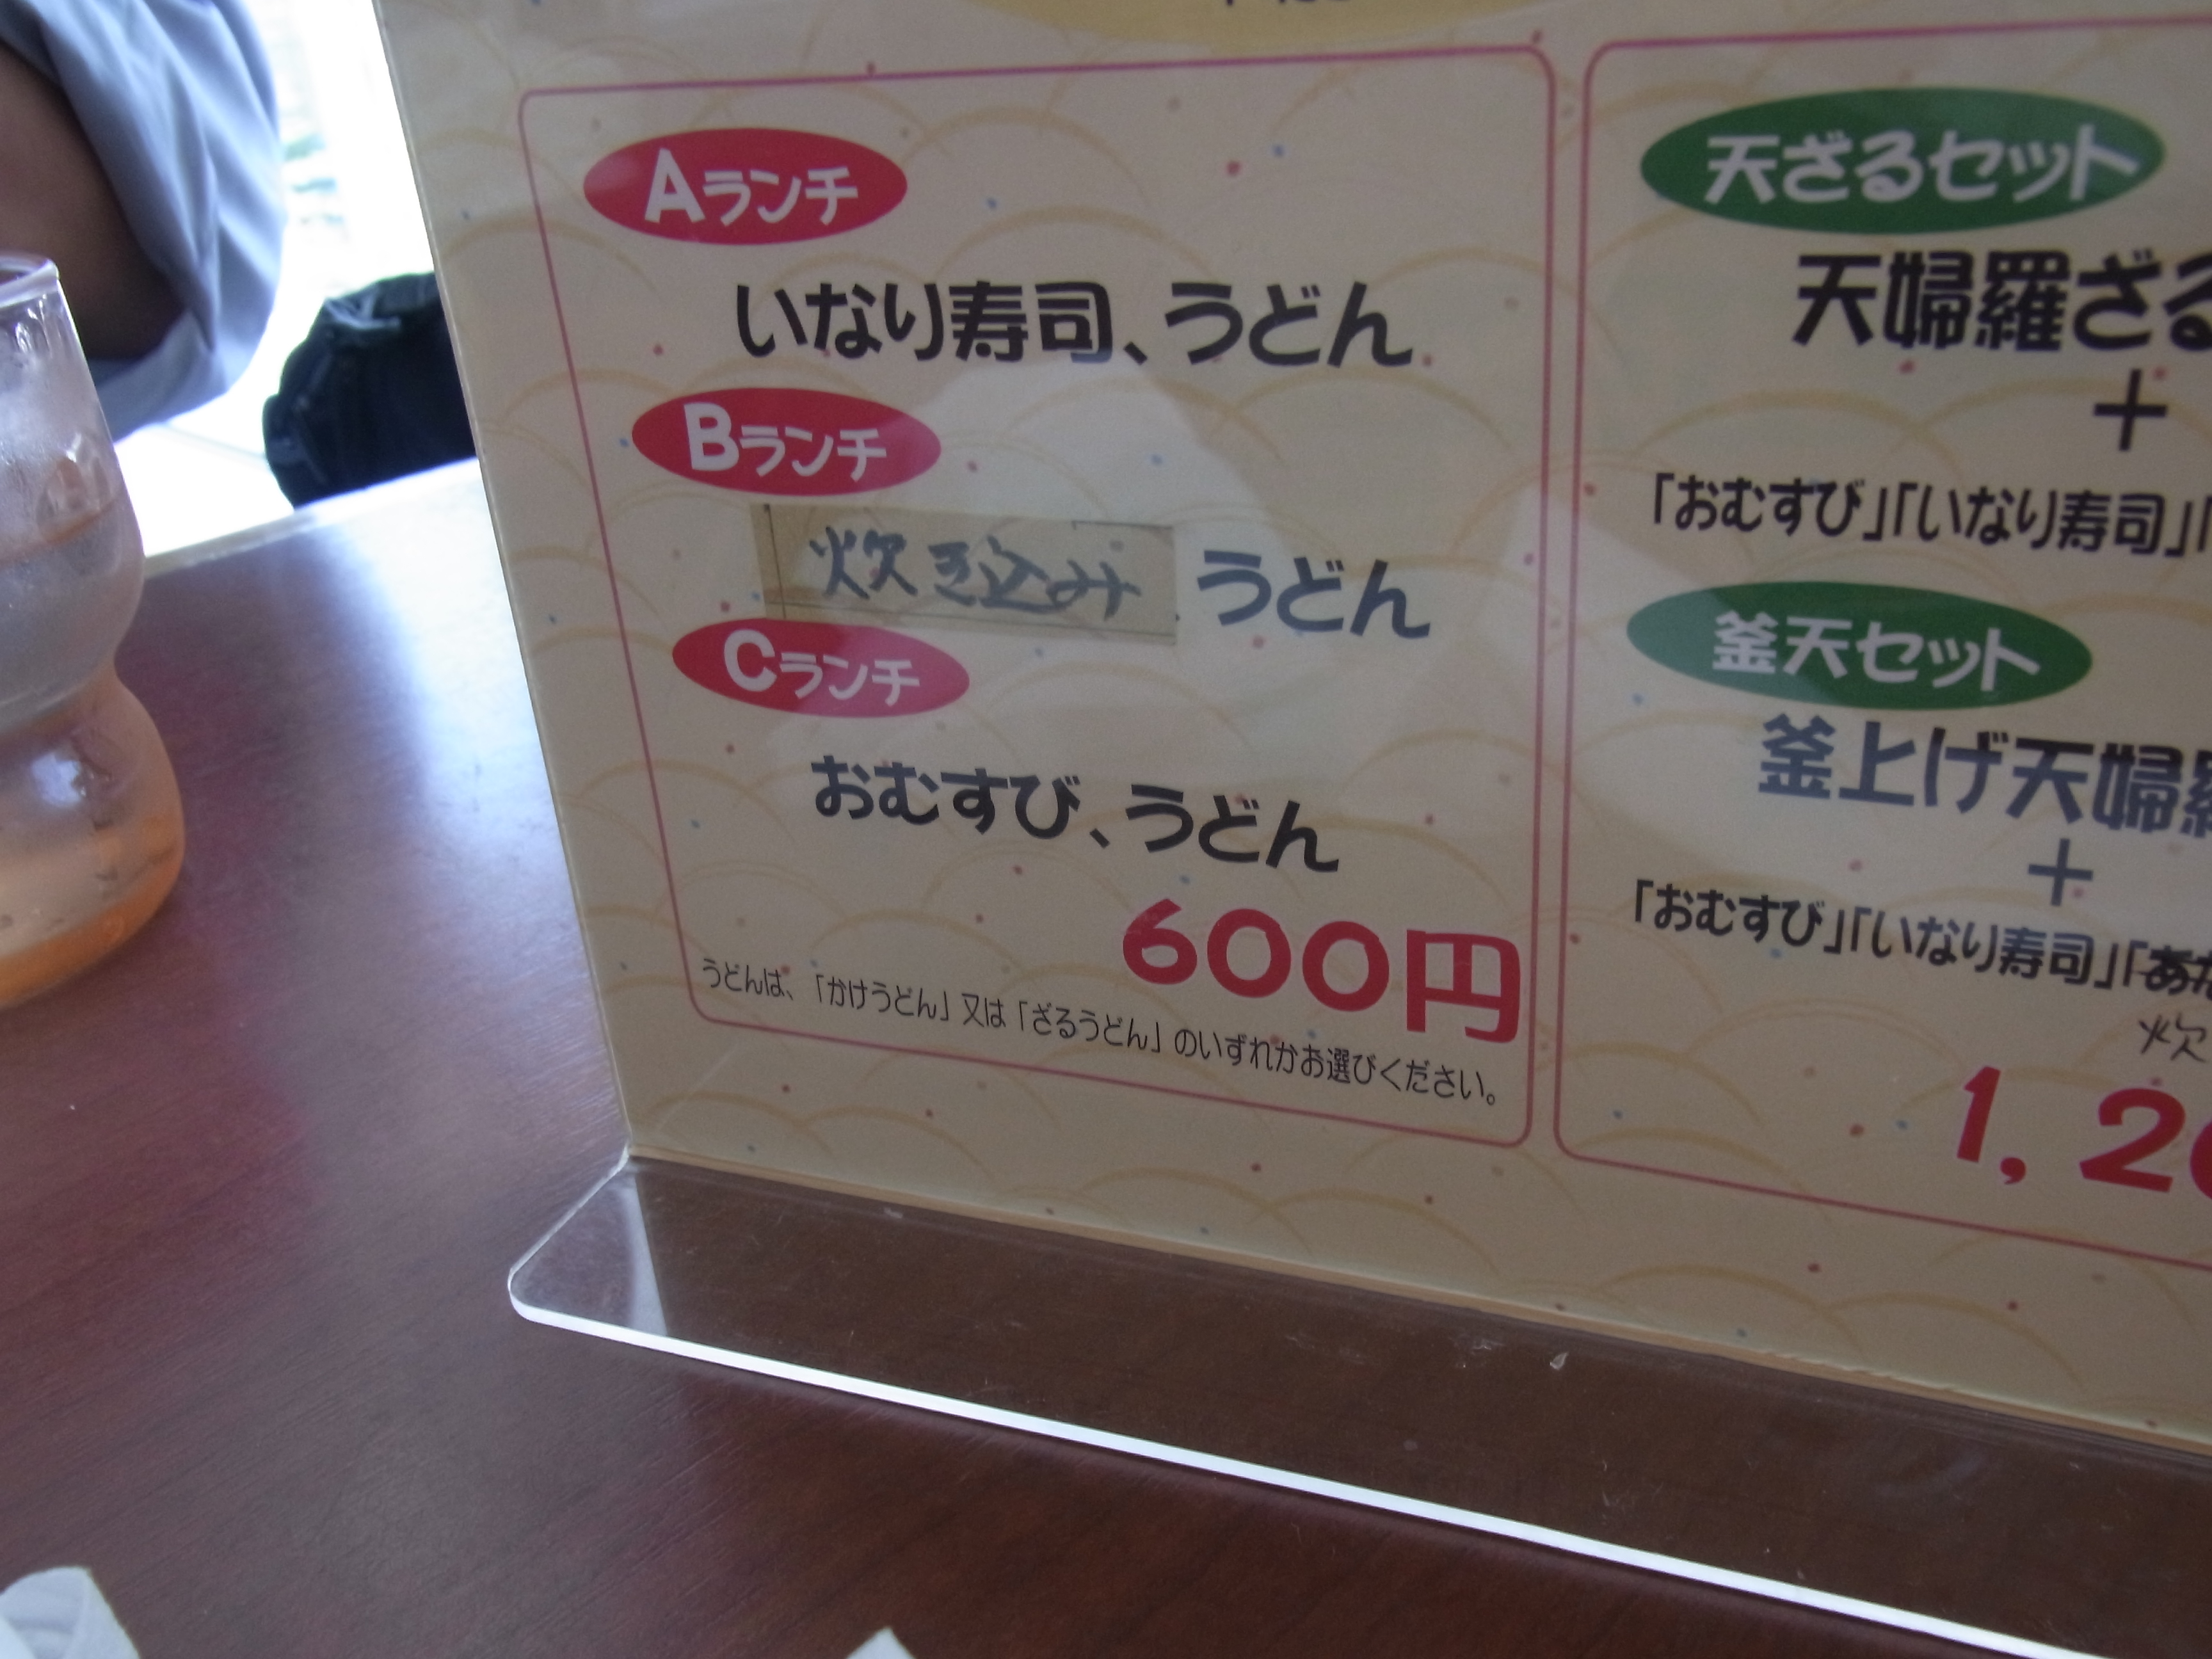 Aランチ
いなり寿司、うどん
Bランチ
炊き込み うどん
Cランチ
おむすび、うどん
600円
うどんは、「かけうどん」又は「ざるうどん」のいずれかお選びください。
天ざるセット
天婦羅ざる
+
「おむすび」「いなり寿司」「
釜天セット
釜上げ天婦羅
+
「おむすび」「いなり寿司」「あ
炊
1,2